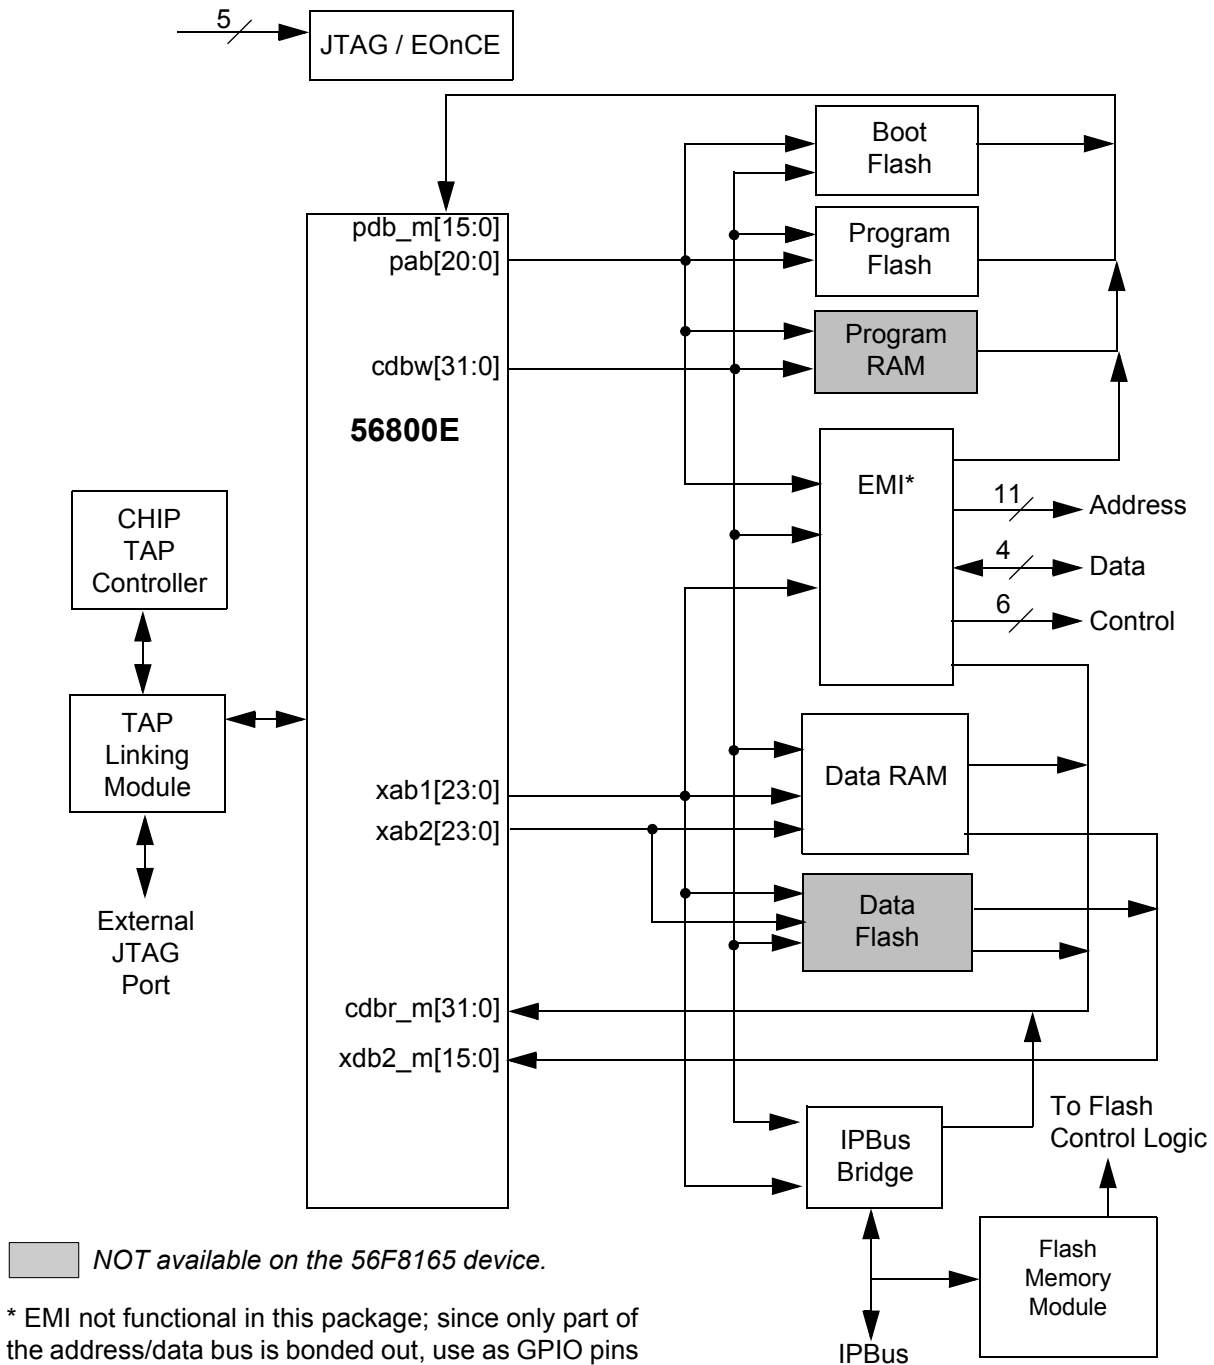 5
JTAG / EOnCE
Boot
Flash
pdb_m[15:0]
pab[20:0]
Program
Flash
cdbw[31:0]
Program
RAM
56800E
EMI*
11
Address
4
Data
6
Control
CHIP
TAP
Controller
TAP
Linking
Module
External
JTAG
Port
xab1[23:0]
xab2[23:0]
Data RAM
Data
Flash
cdbr_m[31:0]
xdb2_m[15:0]
IPBus
Bridge
To Flash
Control Logic
Flash
Memory
Module
IPBus
NOT available on the 56F8165 device.
* EMI not functional in this package; since only part of
the address/data bus is bonded out, use as GPIO pins